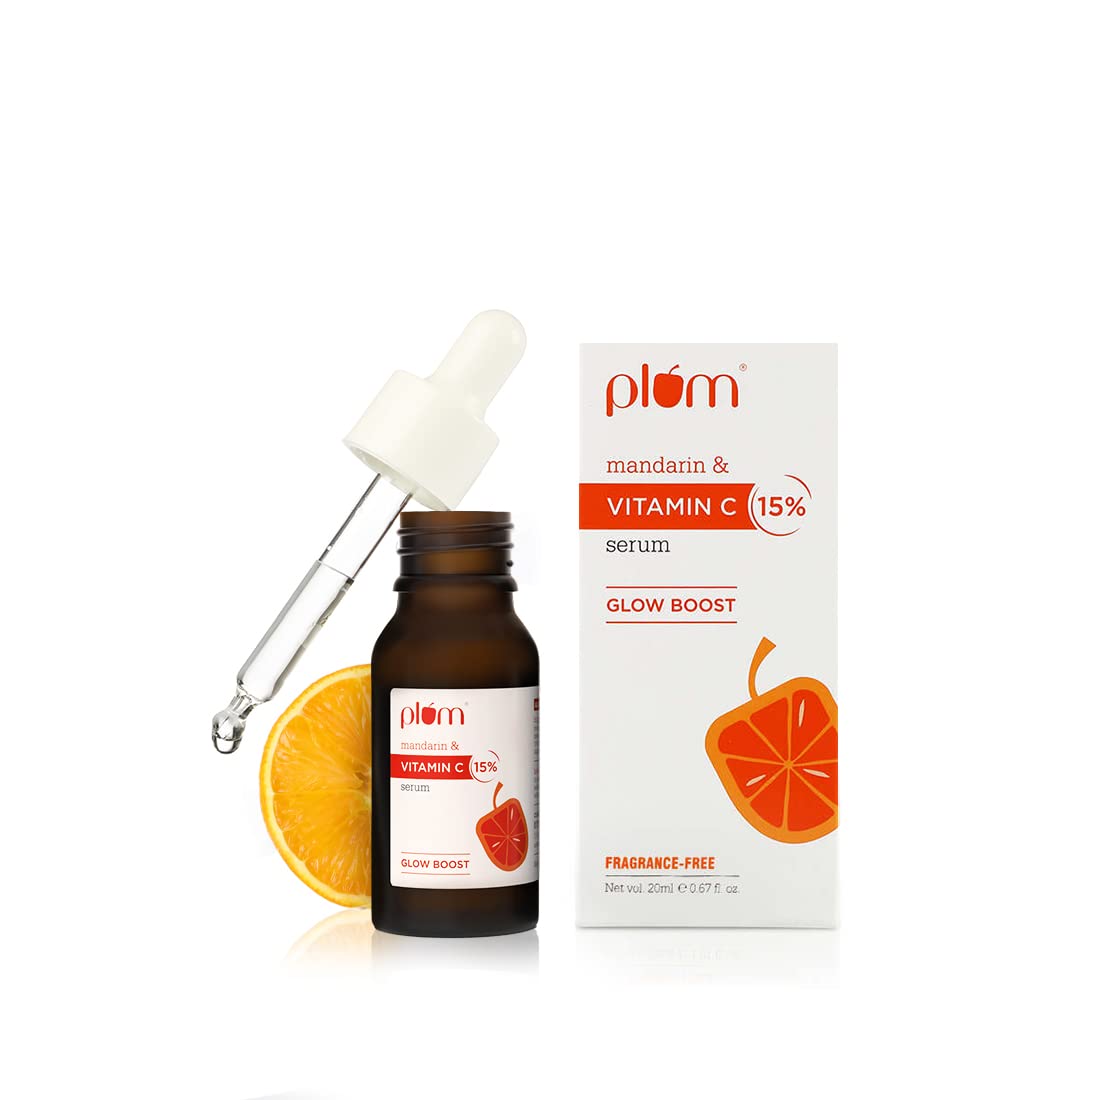 plum®
mandarin &
VITAMIN C 15%
serum
GLOW BOOST
plum®
mandarin &
VITAMIN C 15%
serum
GLOW BOOST
FRAGRANCE-FREE
Net vol. 20ml ℮ 0.67 fl. oz.